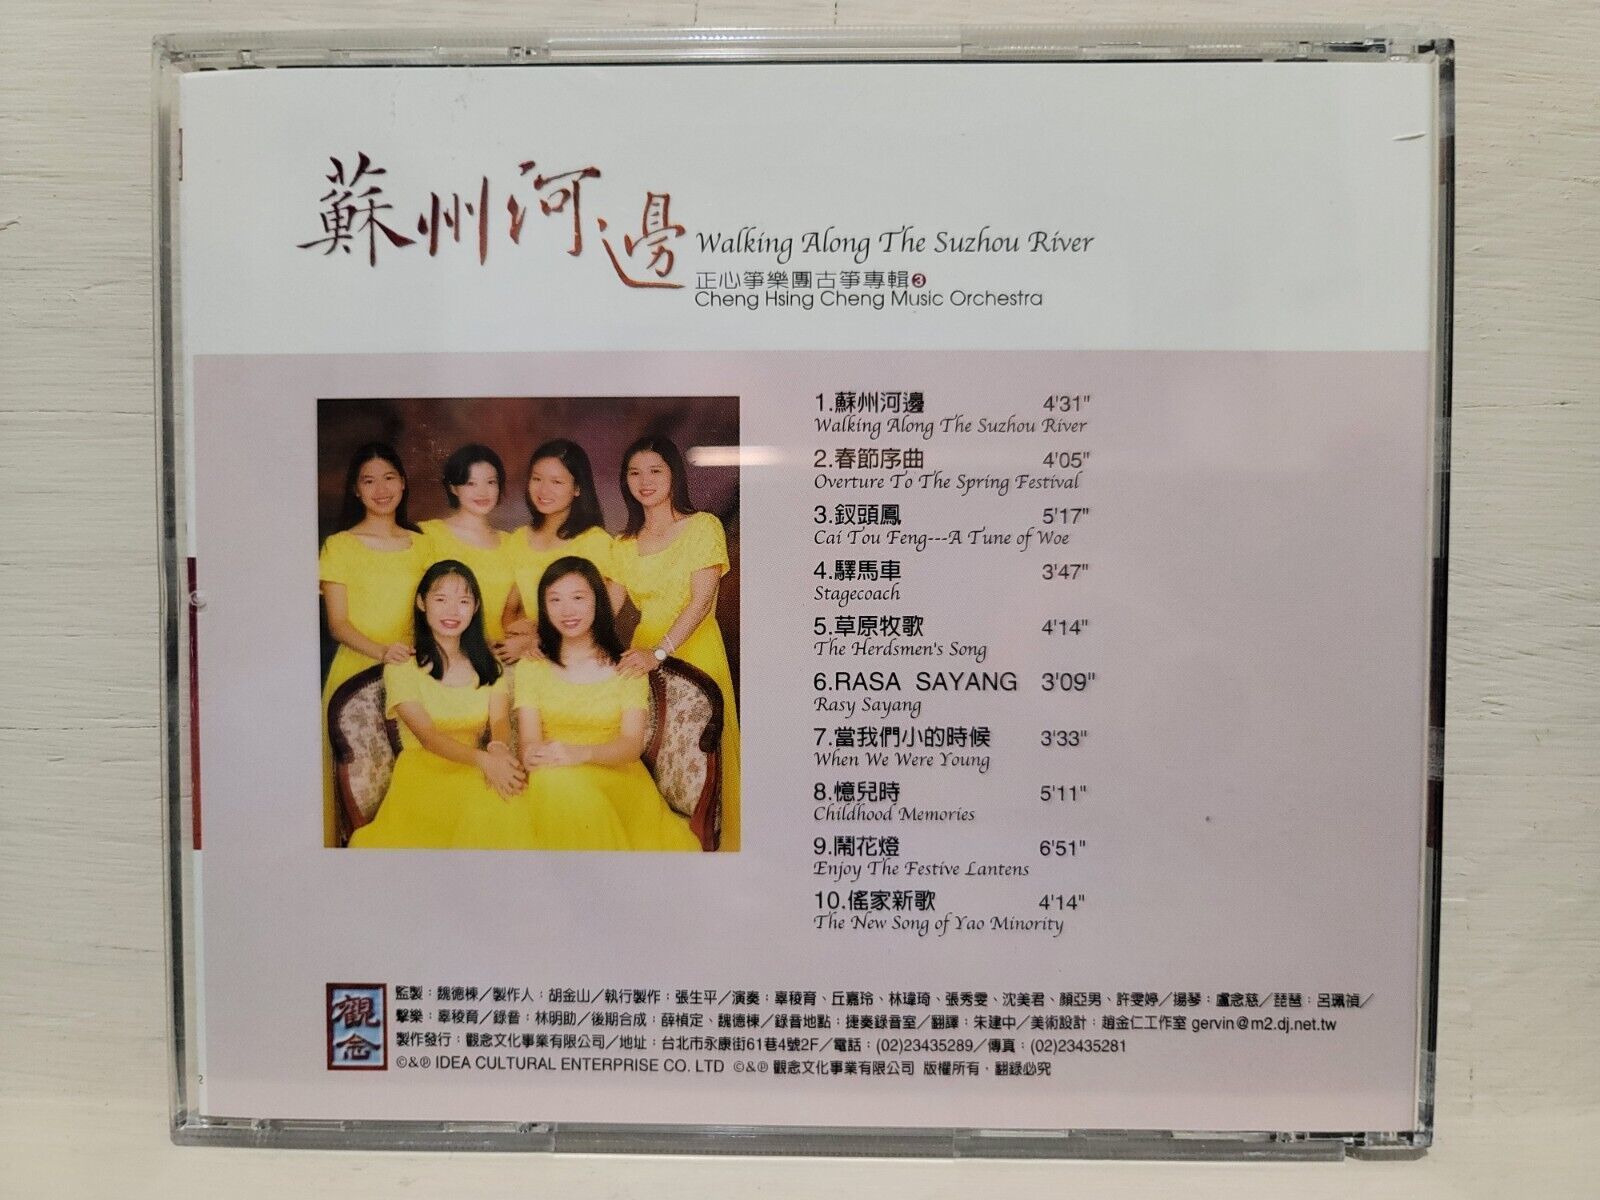 蘇州河邊
Walking Along The Suzhou River
正心箏樂團古箏專輯3
Cheng Hsing Cheng Music Orchestra
1.蘇州河邊 4'31"
Walking Along The Suzhou River
2.春節序曲 4'05"
Overture To The Spring Festival
3.釵頭鳳 5'17"
Cai Tou Feng---A Tune of Woe
4.驛馬車 3'47"
Stagecoach
5.草原牧歌 4'14"
The Herdsmen's Song
6.RASA SAYANG 3'09"
Rasy Sayang
7.當我們小的時候 3'33"
When We Were Young
8.憶兒時 5'11"
Childhood Memories
9.鬧花燈 6'51"
Enjoy The Festive Lantens
10.傜家新歌 4'14"
The New Song of Yao Minority
觀念
監製：魏德棟／製作人：胡金山／執行製作：張生平／演奏：辜稜育、丘嘉玲、林瑋琦、張秀雯、沈美君、顏亞男、許雯婷／揚琴：盧念慈／琵琶：呂珮禎／
擊樂：辜稜育／錄音：林明助／後期合成：薛楨定、魏德棟／錄音地點：捷奏錄音室／翻譯：朱建中／美術設計：趙金仁工作室 gervin@m2.dj.net.tw
製作發行：觀念文化事業有限公司／地址：台北市永康街61巷4號2F／電話：(02)23435289／傳真：(02)23435281
©&℗ IDEA CULTURAL ENTERPRISE CO. LTD ©&℗ 觀念文化事業有限公司 版權所有．翻錄必究
2